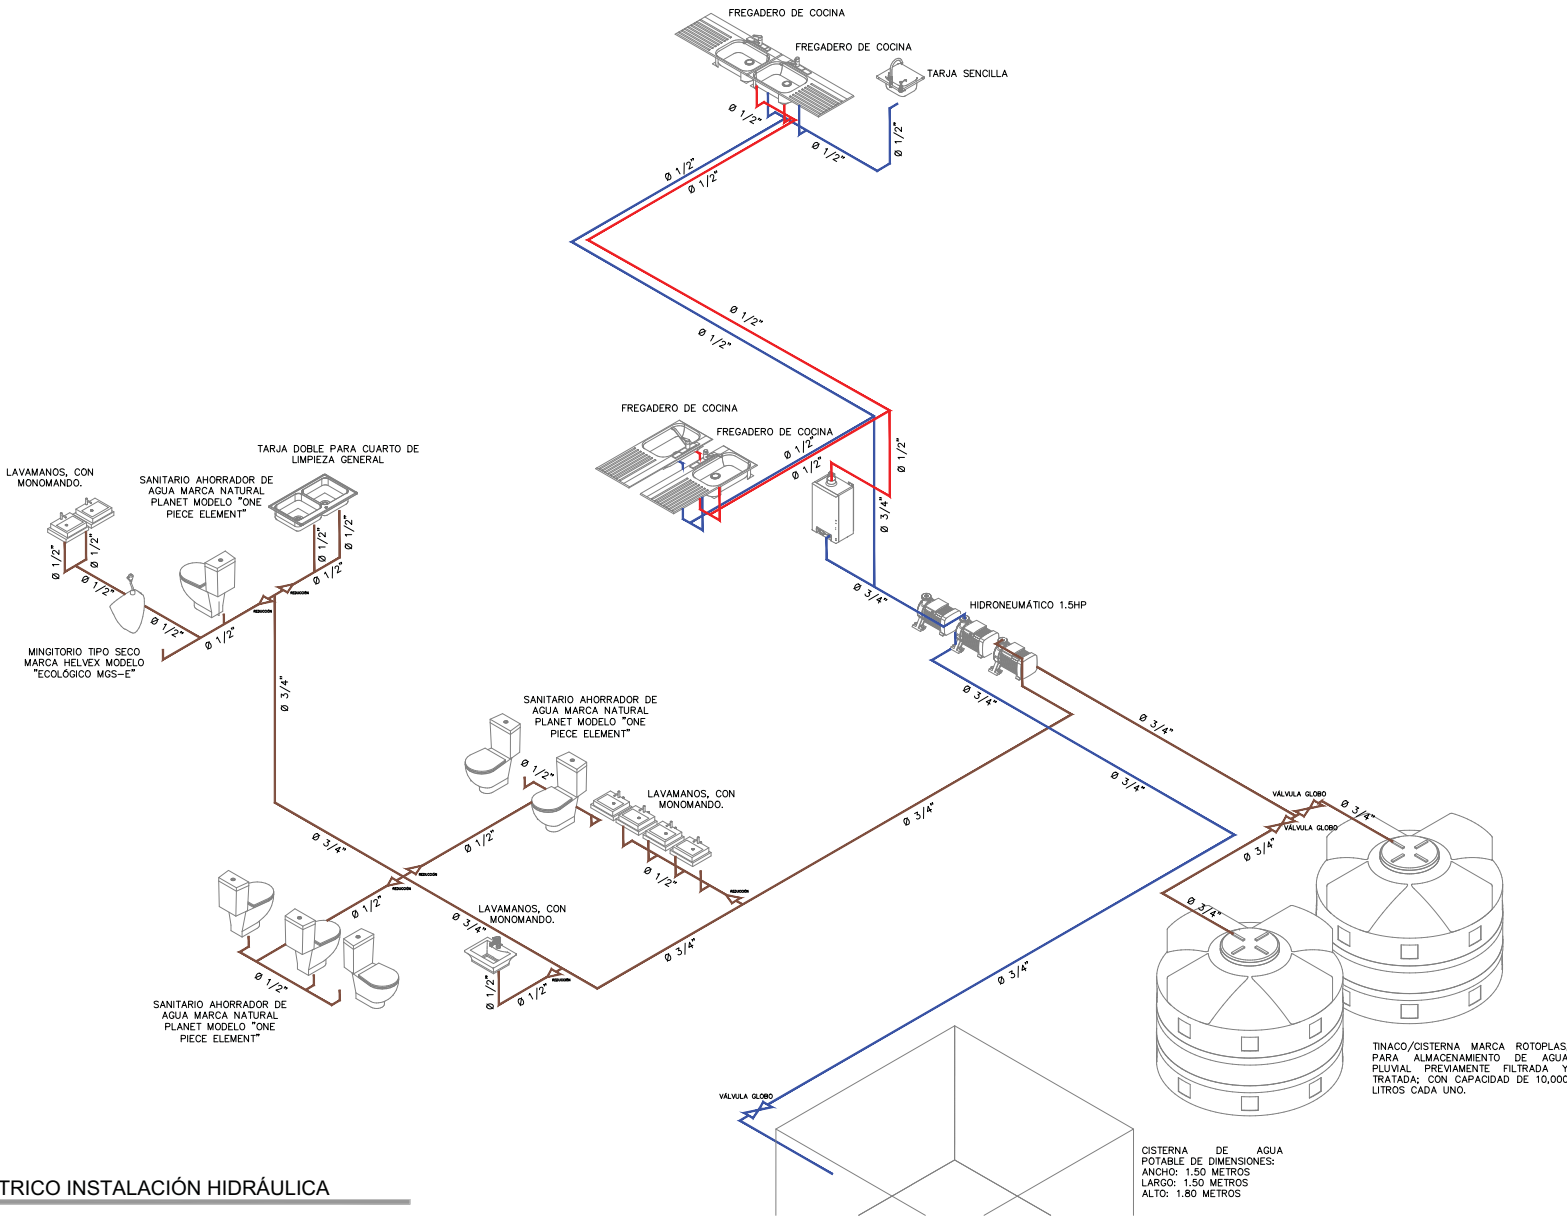 FREGADERO DE COCINA
FREGADERO DE COCINA
TARJA SENCILLA
Ø 1/2"
Ø 1/2"
Ø 1/2"
Ø 1/2"
Ø 1/2"
Ø 1/2"
Ø 1/2"
FREGADERO DE COCINA
FREGADERO DE COCINA
Ø 1/2"
Ø 1/2"
Ø 1/2"
Ø 3/4"
TARJA DOBLE PARA CUARTO DE
LIMPIEZA GENERAL
LAVAMANOS, CON
MONOMANDO.
SANITARIO AHORRADOR DE
AGUA MARCA NATURAL
PLANET MODELO "ONE
PIECE ELEMENT"
Ø 1/2"
Ø 1/2"
Ø 1/2"
Ø 1/2"
Ø 1/2"
Ø 1/2"
REDUCCIÓN
REDUCCIÓN
Ø 1/2"
Ø 1/2"
MINGITORIO TIPO SECO
MARCA HELVEX MODELO
"ECOLÓGICO MGS-E"
Ø 3/4"
Ø 3/4"
HIDRONEUMÁTICO 1.5HP
Ø 3/4"
Ø 3/4"
Ø 3/4"
SANITARIO AHORRADOR DE
AGUA MARCA NATURAL
PLANET MODELO "ONE
PIECE ELEMENT"
Ø 1/2"
LAVAMANOS, CON
MONOMANDO.
VÁLVULA GLOBO
VÁLVULA GLOBO
Ø 3/4"
Ø 3/4"
Ø 3/4"
Ø 3/4"
Ø 3/4"
Ø 1/2"
Ø 1/2"
REDUCCIÓN
REDUCCIÓN
REDUCCIÓN
Ø 1/2"
LAVAMANOS, CON
MONOMANDO.
Ø 3/4"
Ø 3/4"
Ø 3/4"
REDUCCIÓN
Ø 1/2"
Ø 1/2"
Ø 1/2"
SANITARIO AHORRADOR DE
AGUA MARCA NATURAL
PLANET MODELO "ONE
PIECE ELEMENT"
TINACO/CISTERNA MARCA ROTOPLAS
PARA ALMACENAMIENTO DE AGUA
PLUVIAL PREVIAMENTE FILTRADA Y
TRATADA; CON CAPACIDAD DE 10,000
LITROS CADA UNO.
VÁLVULA GLOBO
CISTERNA DE AGUA
POTABLE DE DIMENSIONES:
ANCHO: 1.50 METROS
LARGO: 1.50 METROS
ALTO: 1.80 METROS
TRICO INSTALACIÓN HIDRÁULICA